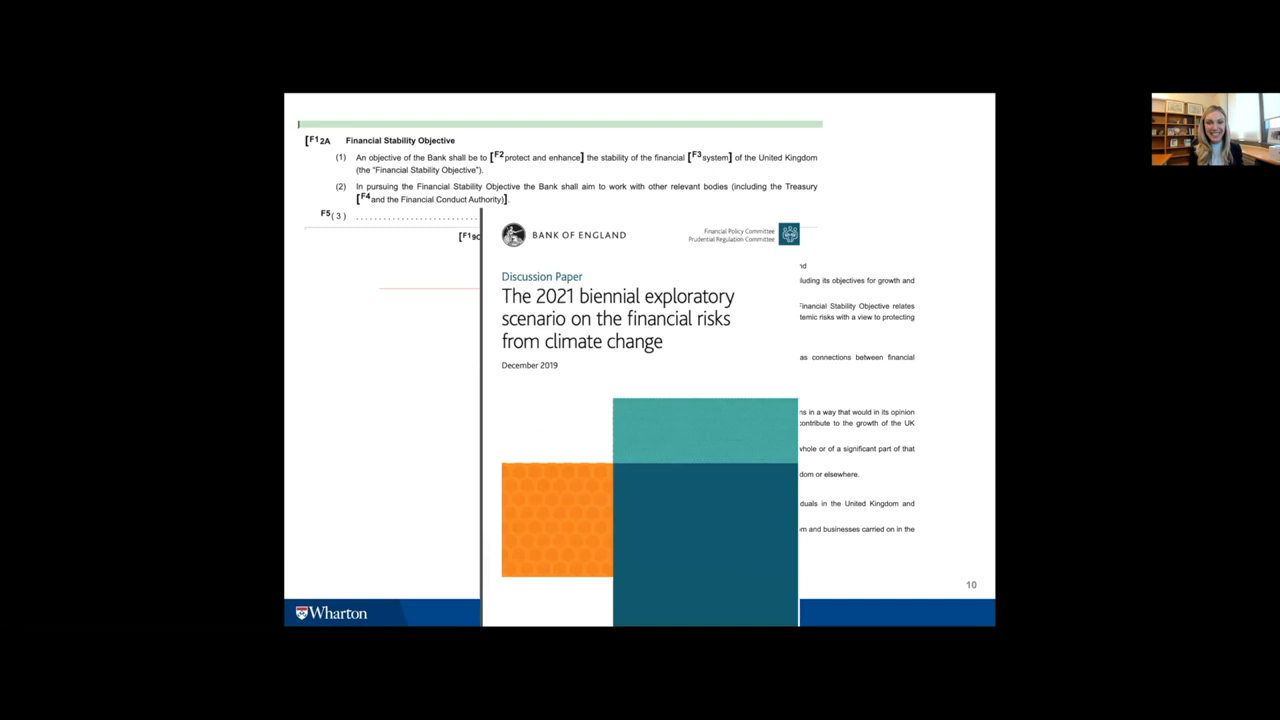 [F1 2A Financial Stability Objective
(1) An objective of the Bank shall be to [F2 protect and enhance] the stability of the financial [F3 system] of the United Kingdom
(the "Financial Stability Objective").
(2) In pursuing the Financial Stability Objective the Bank shall aim to work with other relevant bodies (including the Treasury
[F4 and the Financial Conduct Authority)].
F5(3) . . . . . . . . . . . . . . . . . . . . . .
[F19C
BANK OF ENGLAND
Financial Policy Committee
Prudential Regulation Committee
Discussion Paper
The 2021 biennial exploratory
scenario on the financial risks
from climate change
December 2019
nd
luding its objectives for growth and
Financial Stability Objective relates
temic risks with a view to protecting
as connections between financial
ns in a way that would in its opinion
contribute to the growth of the UK
whole or of a significant part of that
dom or elsewhere.
duals in the United Kingdom and
m and businesses carried on in the
10
Wharton